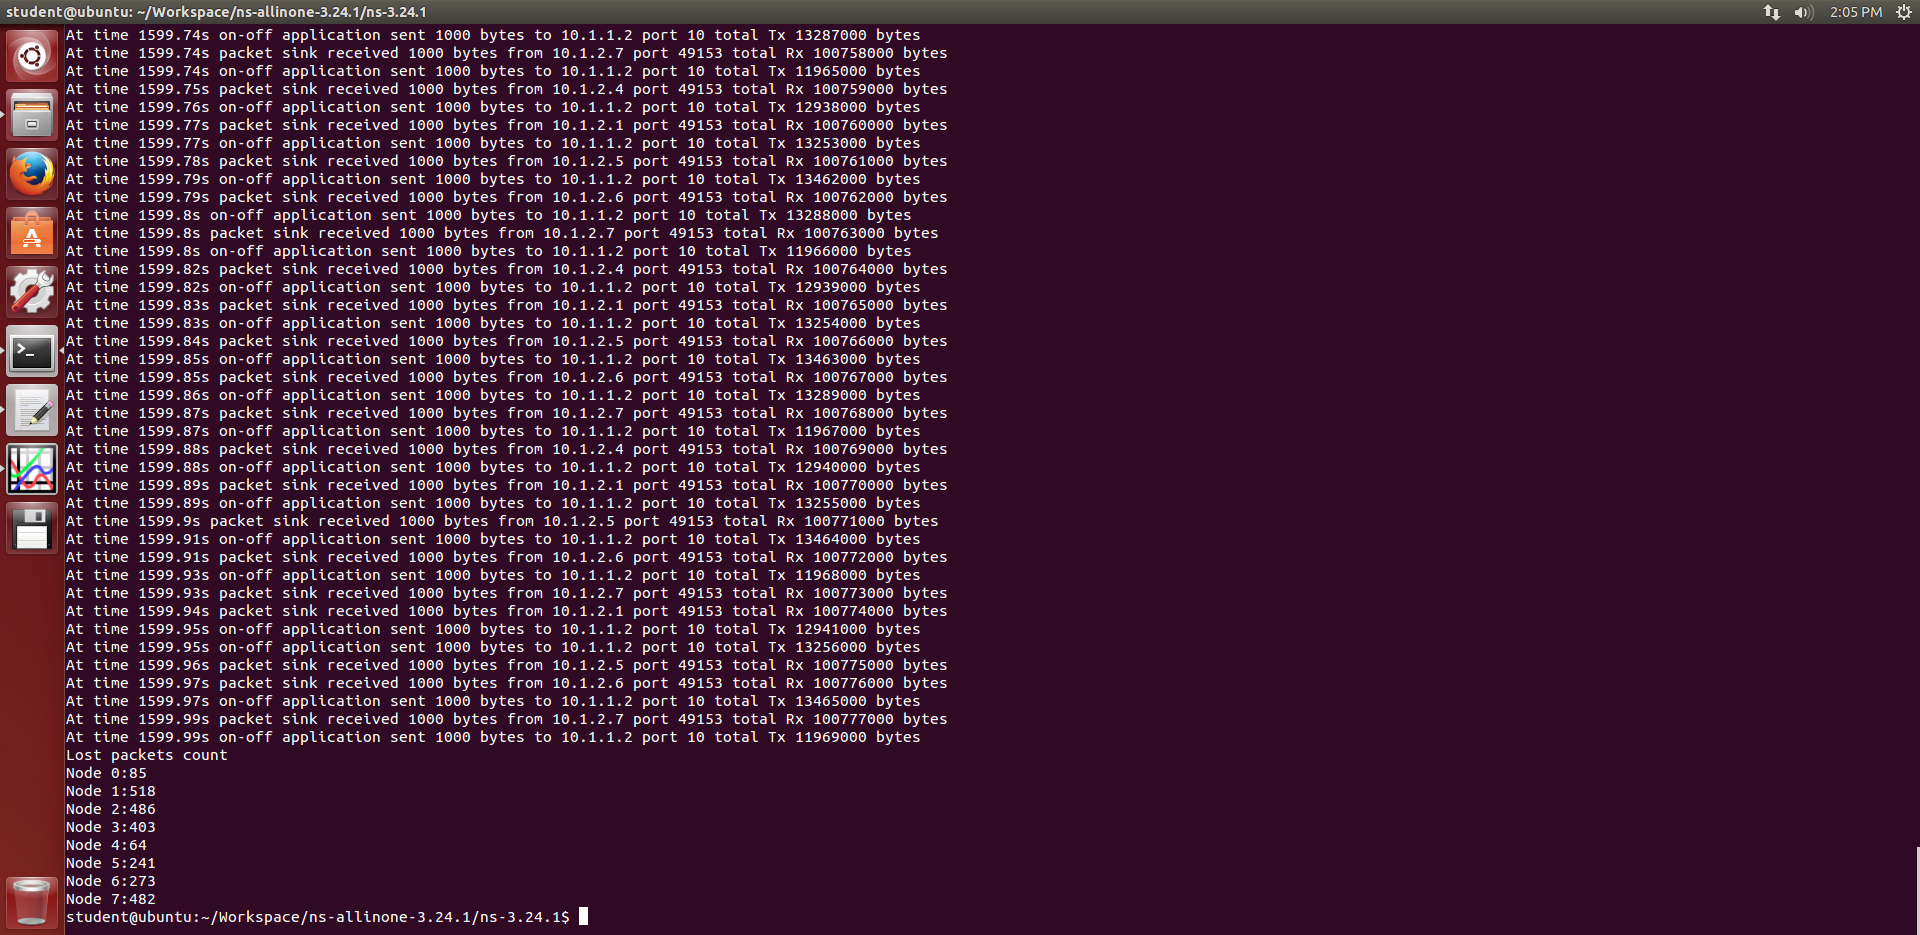 student@ubuntu: ~/Workspace/ns-allinone-3.24.1/ns-3.24.1
2:05 PM
At time 1599.74s on-off application sent 1000 bytes to 10.1.1.2 port 10 total Tx 13287000 bytes
At time 1599.74s packet sink received 1000 bytes from 10.1.2.7 port 49153 total Rx 100758000 bytes
At time 1599.74s on-off application sent 1000 bytes to 10.1.1.2 port 10 total Tx 11965000 bytes
At time 1599.75s packet sink received 1000 bytes from 10.1.2.4 port 49153 total Rx 100759000 bytes
At time 1599.76s on-off application sent 1000 bytes to 10.1.1.2 port 10 total Tx 12938000 bytes
At time 1599.77s packet sink received 1000 bytes from 10.1.2.1 port 49153 total Rx 100760000 bytes
At time 1599.77s on-off application sent 1000 bytes to 10.1.1.2 port 10 total Tx 13253000 bytes
At time 1599.78s packet sink received 1000 bytes from 10.1.2.5 port 49153 total Rx 100761000 bytes
At time 1599.79s on-off application sent 1000 bytes to 10.1.1.2 port 10 total Tx 13462000 bytes
At time 1599.79s packet sink received 1000 bytes from 10.1.2.6 port 49153 total Rx 100762000 bytes
At time 1599.8s on-off application sent 1000 bytes to 10.1.1.2 port 10 total Tx 13288000 bytes
At time 1599.8s packet sink received 1000 bytes from 10.1.2.7 port 49153 total Rx 100763000 bytes
At time 1599.8s on-off application sent 1000 bytes to 10.1.1.2 port 10 total Tx 11966000 bytes
At time 1599.82s packet sink received 1000 bytes from 10.1.2.4 port 49153 total Rx 100764000 bytes
At time 1599.82s on-off application sent 1000 bytes to 10.1.1.2 port 10 total Tx 12939000 bytes
At time 1599.83s packet sink received 1000 bytes from 10.1.2.1 port 49153 total Rx 100765000 bytes
At time 1599.83s on-off application sent 1000 bytes to 10.1.1.2 port 10 total Tx 13254000 bytes
At time 1599.84s packet sink received 1000 bytes from 10.1.2.5 port 49153 total Rx 100766000 bytes
At time 1599.85s on-off application sent 1000 bytes to 10.1.1.2 port 10 total Tx 13463000 bytes
At time 1599.85s packet sink received 1000 bytes from 10.1.2.6 port 49153 total Rx 100767000 bytes
At time 1599.86s on-off application sent 1000 bytes to 10.1.1.2 port 10 total Tx 13289000 bytes
At time 1599.87s packet sink received 1000 bytes from 10.1.2.7 port 49153 total Rx 100768000 bytes
At time 1599.87s on-off application sent 1000 bytes to 10.1.1.2 port 10 total Tx 11967000 bytes
At time 1599.88s packet sink received 1000 bytes from 10.1.2.4 port 49153 total Rx 100769000 bytes
At time 1599.88s on-off application sent 1000 bytes to 10.1.1.2 port 10 total Tx 12940000 bytes
At time 1599.89s packet sink received 1000 bytes from 10.1.2.1 port 49153 total Rx 100770000 bytes
At time 1599.89s on-off application sent 1000 bytes to 10.1.1.2 port 10 total Tx 13255000 bytes
At time 1599.9s packet sink received 1000 bytes from 10.1.2.5 port 49153 total Rx 100771000 bytes
At time 1599.91s on-off application sent 1000 bytes to 10.1.1.2 port 10 total Tx 13464000 bytes
At time 1599.91s packet sink received 1000 bytes from 10.1.2.6 port 49153 total Rx 100772000 bytes
At time 1599.93s on-off application sent 1000 bytes to 10.1.1.2 port 10 total Tx 11968000 bytes
At time 1599.93s packet sink received 1000 bytes from 10.1.2.7 port 49153 total Rx 100773000 bytes
At time 1599.94s packet sink received 1000 bytes from 10.1.2.1 port 49153 total Rx 100774000 bytes
At time 1599.95s on-off application sent 1000 bytes to 10.1.1.2 port 10 total Tx 12941000 bytes
At time 1599.95s on-off application sent 1000 bytes to 10.1.1.2 port 10 total Tx 13256000 bytes
At time 1599.96s packet sink received 1000 bytes from 10.1.2.5 port 49153 total Rx 100775000 bytes
At time 1599.97s packet sink received 1000 bytes from 10.1.2.6 port 49153 total Rx 100776000 bytes
At time 1599.97s on-off application sent 1000 bytes to 10.1.1.2 port 10 total Tx 13465000 bytes
At time 1599.99s packet sink received 1000 bytes from 10.1.2.7 port 49153 total Rx 100777000 bytes
At time 1599.99s on-off application sent 1000 bytes to 10.1.1.2 port 10 total Tx 11969000 bytes
Lost packets count
Node 0:85
Node 1:518
Node 2:486
Node 3:403
Node 4:64
Node 5:241
Node 6:273
Node 7:482
student@ubuntu:~/Workspace/ns-allinone-3.24.1/ns-3.24.1$